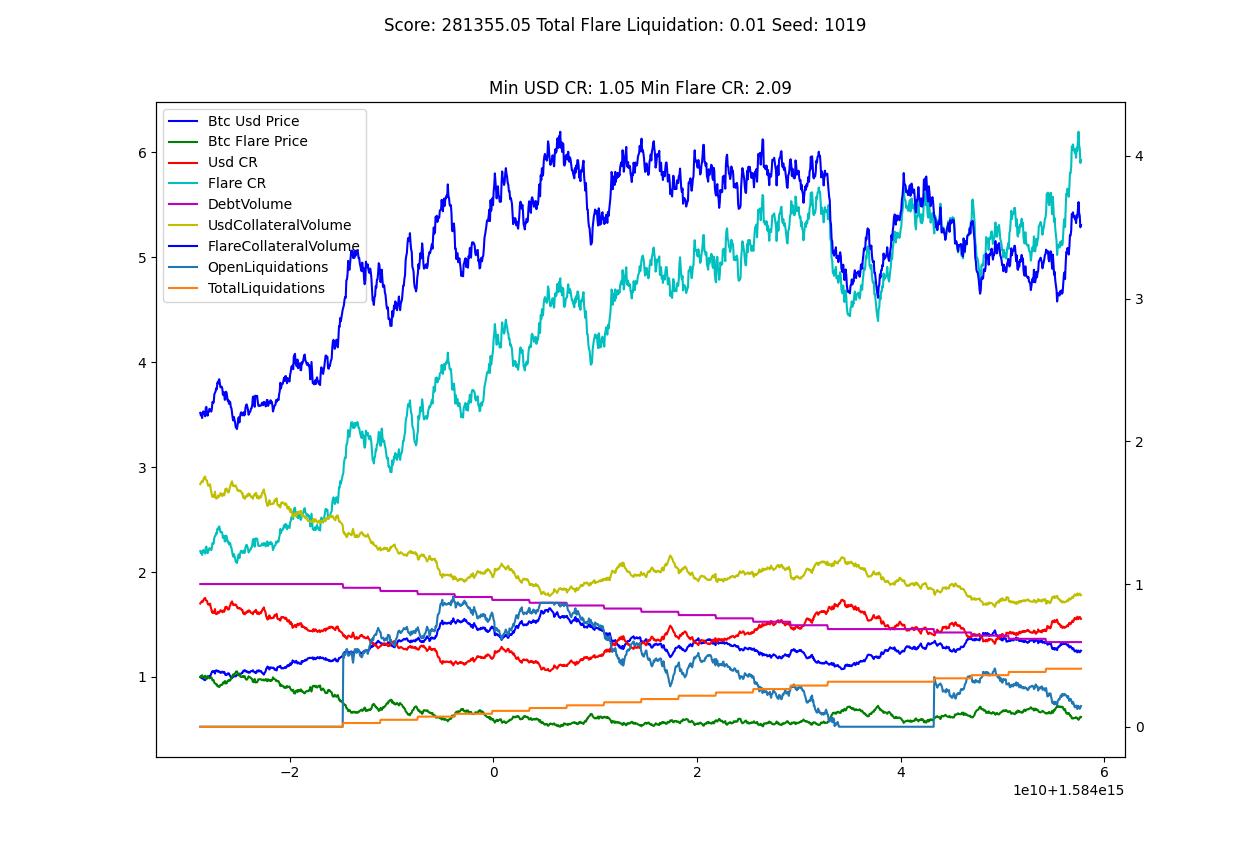 Score: 281355.05 Total Flare Liquidation: 0.01 Seed: 1019
Min USD CR: 1.05 Min Flare CR: 2.09
Btc Usd Price
Btc Flare Price
Usd CR
Flare CR
DebtVolume
UsdCollateralVolume
FlareCollateralVolume
OpenLiquidations
TotalLiquidations
6
5
4
3
2
1
4
3
2
1
0
−2
0
2
4
6
1e10+1.584e15